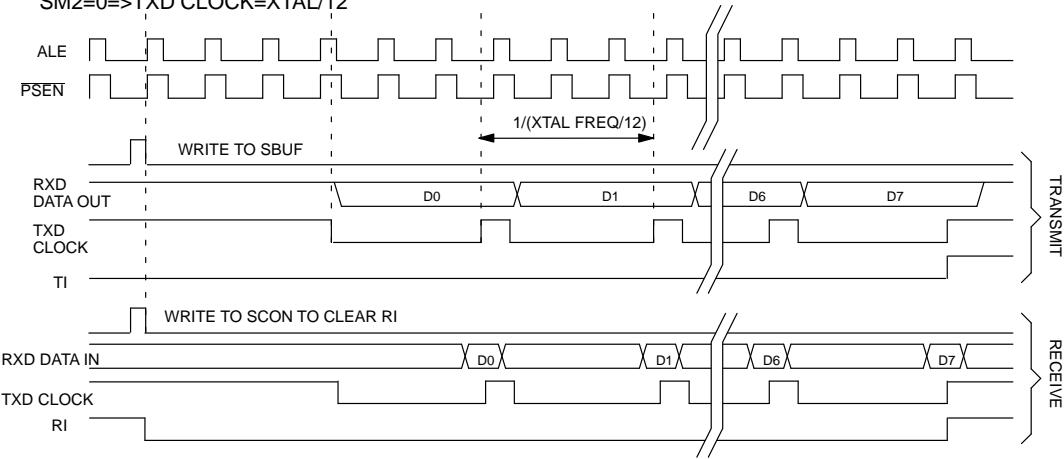 SM2=0=>TXD CLOCK=XTAL/12
ALE
PSEN
1/(XTAL FREQ/12)
WRITE TO SBUF
RXD
DATA OUT
D0
D1
D6
D7
TXD
CLOCK
TI
TRANSMIT
WRITE TO SCON TO CLEAR RI
RXD DATA IN
D0
D1
D6
D7
TXD CLOCK
RI
RECEIVE